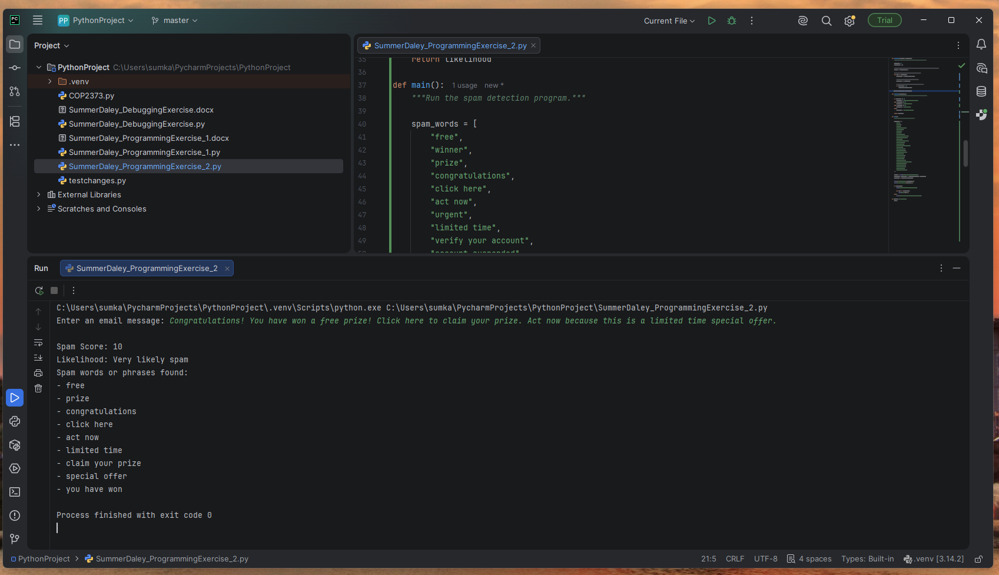 PC
PP PythonProject
master
Current File
Trial
Project
PythonProject C:\Users\sumka\PycharmProjects\PythonProject
.venv
COP2373.py
SummerDaley_DebuggingExercise.docx
SummerDaley_DebuggingExercise.py
SummerDaley_ProgrammingExercise_1.docx
SummerDaley_ProgrammingExercise_1.py
SummerDaley_ProgrammingExercise_2.py
testchanges.py
External Libraries
Scratches and Consoles
SummerDaley_ProgrammingExercise_2.py
35 return likelihood
36
37 def main(): 1 usage new *
38 """Run the spam detection program."""
39
40 spam_words = [
41 "free",
42 "winner",
43 "prize",
44 "congratulations",
45 "click here",
46 "act now",
47 "urgent",
48 "limited time",
49 "verify your account",
50 "account suspended"
Run SummerDaley_ProgrammingExercise_2
C:\Users\sumka\PycharmProjects\PythonProject\.venv\Scripts\python.exe C:\Users\sumka\PycharmProjects\PythonProject\SummerDaley_ProgrammingExercise_2.py
Enter an email message: Congratulations! You have won a free prize! Click here to claim your prize. Act now because this is a limited time special offer.
Spam Score: 10
Likelihood: Very likely spam
Spam words or phrases found:
- free
- prize
- congratulations
- click here
- act now
- limited time
- claim your prize
- special offer
- you have won
Process finished with exit code 0
PythonProject > SummerDaley_ProgrammingExercise_2.py
21:5 CRLF UTF-8 4 spaces Types: Built-in .venv [3.14.2]